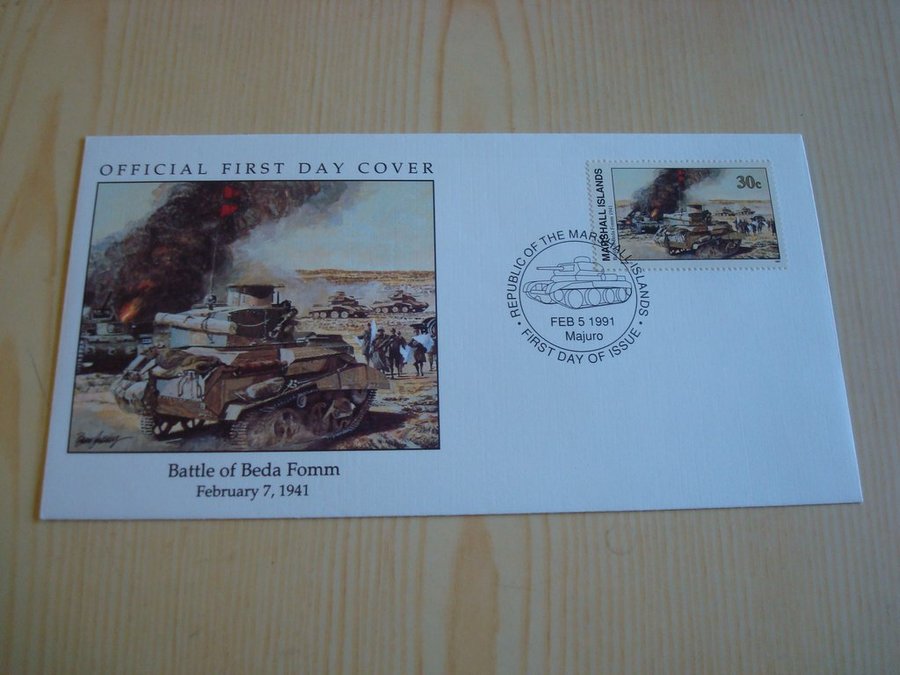 OFFICIAL FIRST DAY COVER
Battle of Beda Fomm
February 7, 1941
MARSHALL ISLANDS
30c
REPUBLIC OF THE MARSHALL ISLANDS
FEB 5 1991
Majuro
• FIRST DAY OF ISSUE •